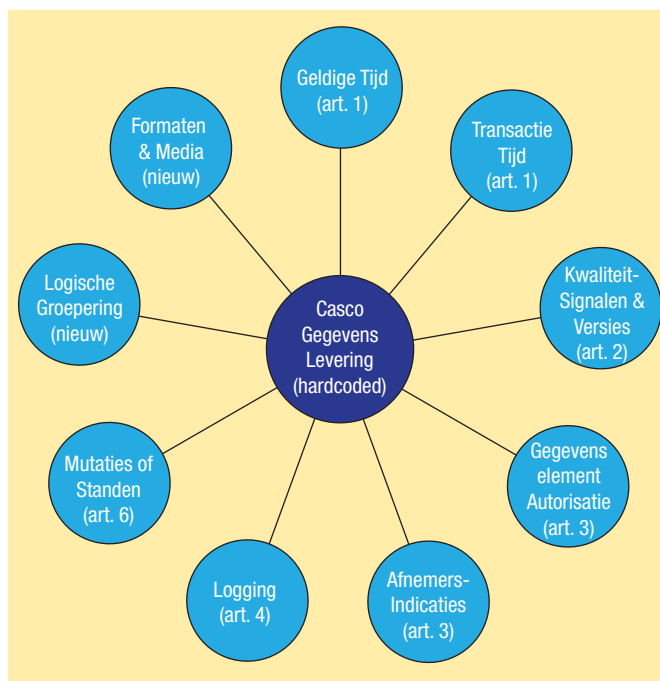 Geldige Tijd
(art. 1)
Formaten
& Media
(nieuw)
Transactie
Tijd
(art. 1)
Logische
Groepering
(nieuw)
Kwaliteit-
Signalen &
Versies
(art. 2)
Casco
Gegevens
Levering
(hardcoded)
Mutaties of
Standen
(art. 6)
Gegevens
element
Autorisatie
(art. 3)
Logging
(art. 4)
Afnemers-
Indicaties
(art. 3)